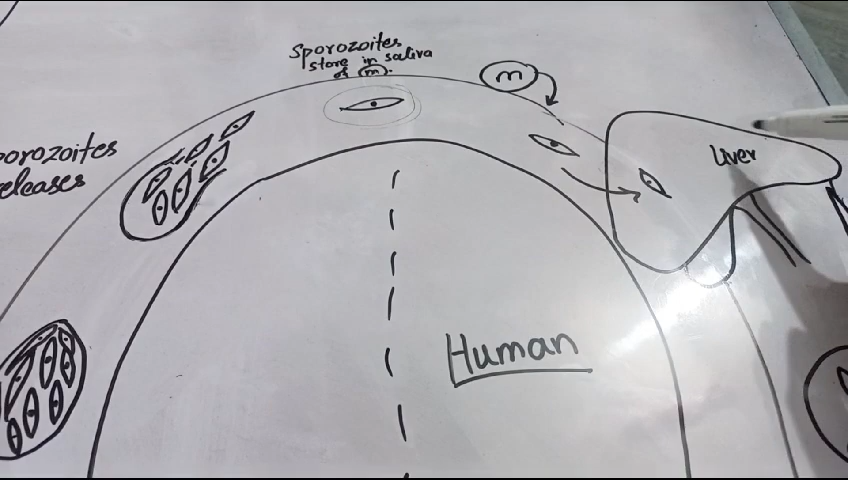 Sporozoites
store in saliva
of m.
m
Liver
porozoites
eleases
Human